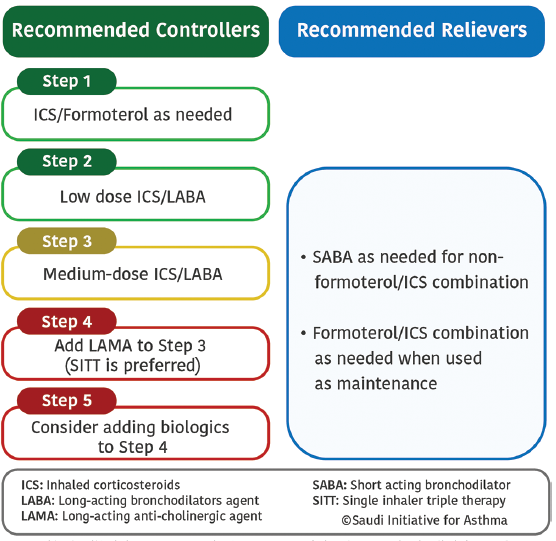 Recommended Controllers
Recommended Relievers
Step 1
ICS/Formoterol as needed
Step 2
Low dose ICS/LABA
Step 3
Medium-dose ICS/LABA
Step 4
Add LAMA to Step 3
(SITT is preferred)
Step 5
Consider adding biologics
to Step 4
• SABA as needed for non-
formoterol/ICS combination
• Formoterol/ICS combination
as needed when used
as maintenance
ICS: Inhaled corticosteroids
LABA: Long-acting bronchodilators agent
LAMA: Long-acting anti-cholinergic agent
SABA: Short acting bronchodilator
SITT: Single inhaler triple therapy
©Saudi Initiative for Asthma